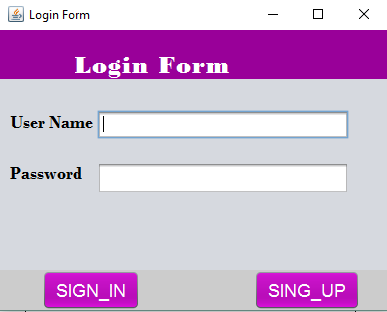 Login Form
Login Form
User Name
Password
SIGN_IN SING_UP